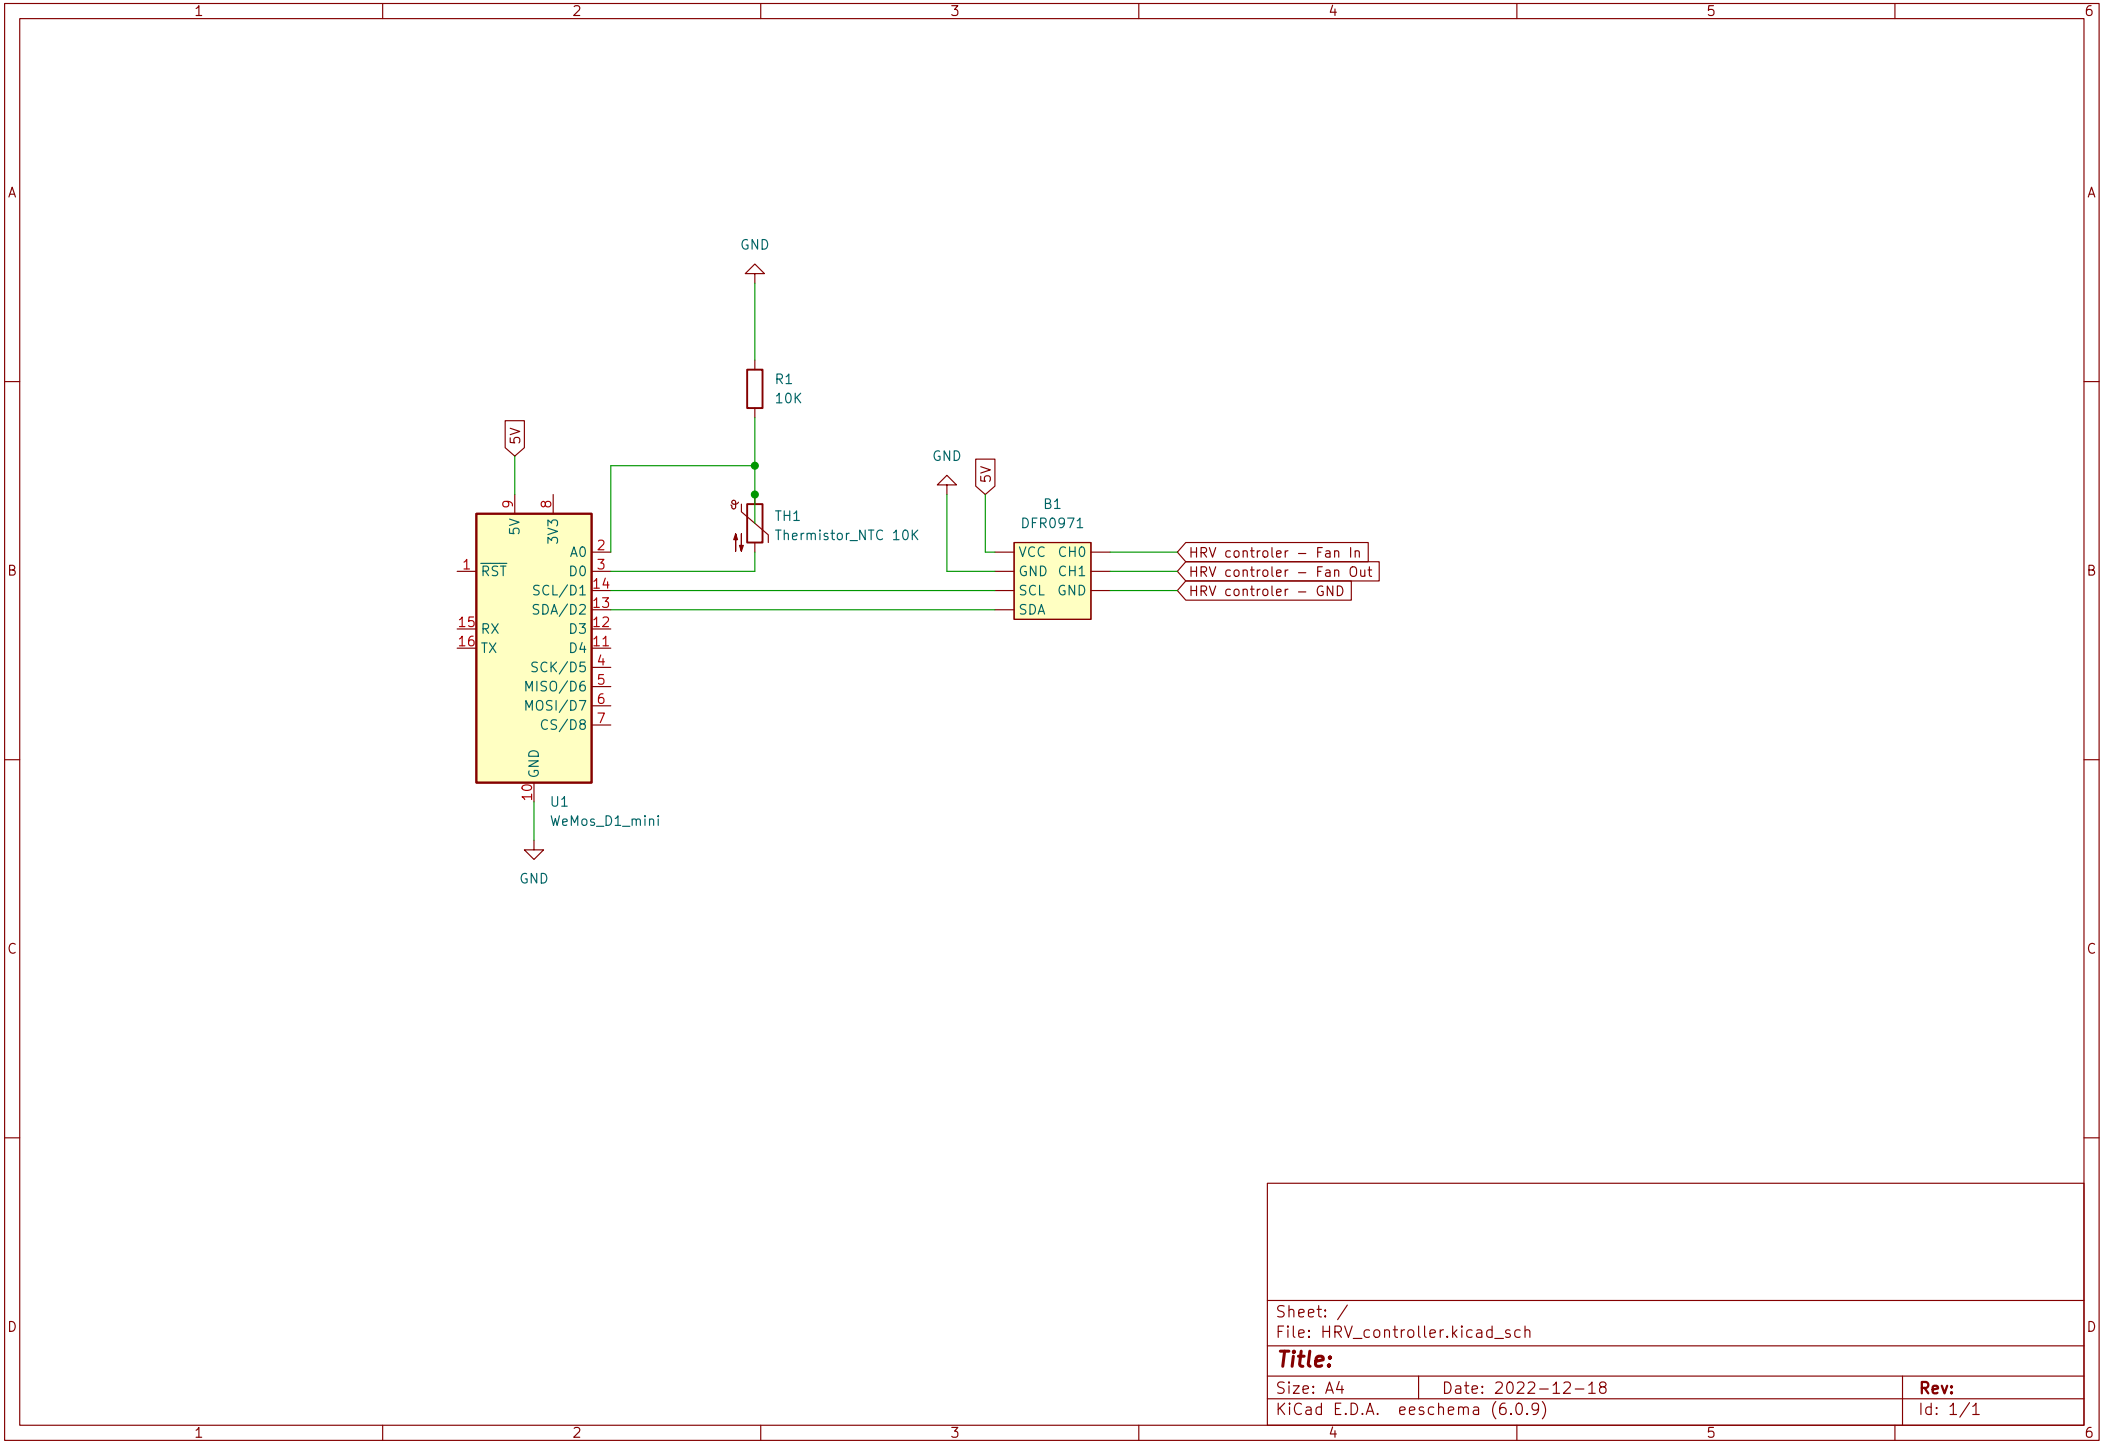 1 2 3 4 5 6
A A
GND
R1
10K
5V
GND
5V
9 8
5V 3V3
TH1
Thermistor_NTC 10K
B1
DFR0971
A0 2
VCC CH0
HRV controler - Fan In
B B
1 RST
D0 3
GND CH1
HRV controler - Fan Out
SCL/D1 14
SCL GND
HRV controler - GND
SDA/D2 13
SDA
15 RX
D3 12
16 TX
D4 11
SCK/D5 4
MISO/D6 5
MOSI/D7 6
CS/D8 7
GND
10
U1
WeMos_D1_mini
GND
C C
Sheet: /
File: HRV_controller.kicad_sch
D D
Title:
Size: A4 Date: 2022-12-18 Rev:
KiCad E.D.A. eeschema (6.0.9) Id: 1/1
1 2 3 4 5 6